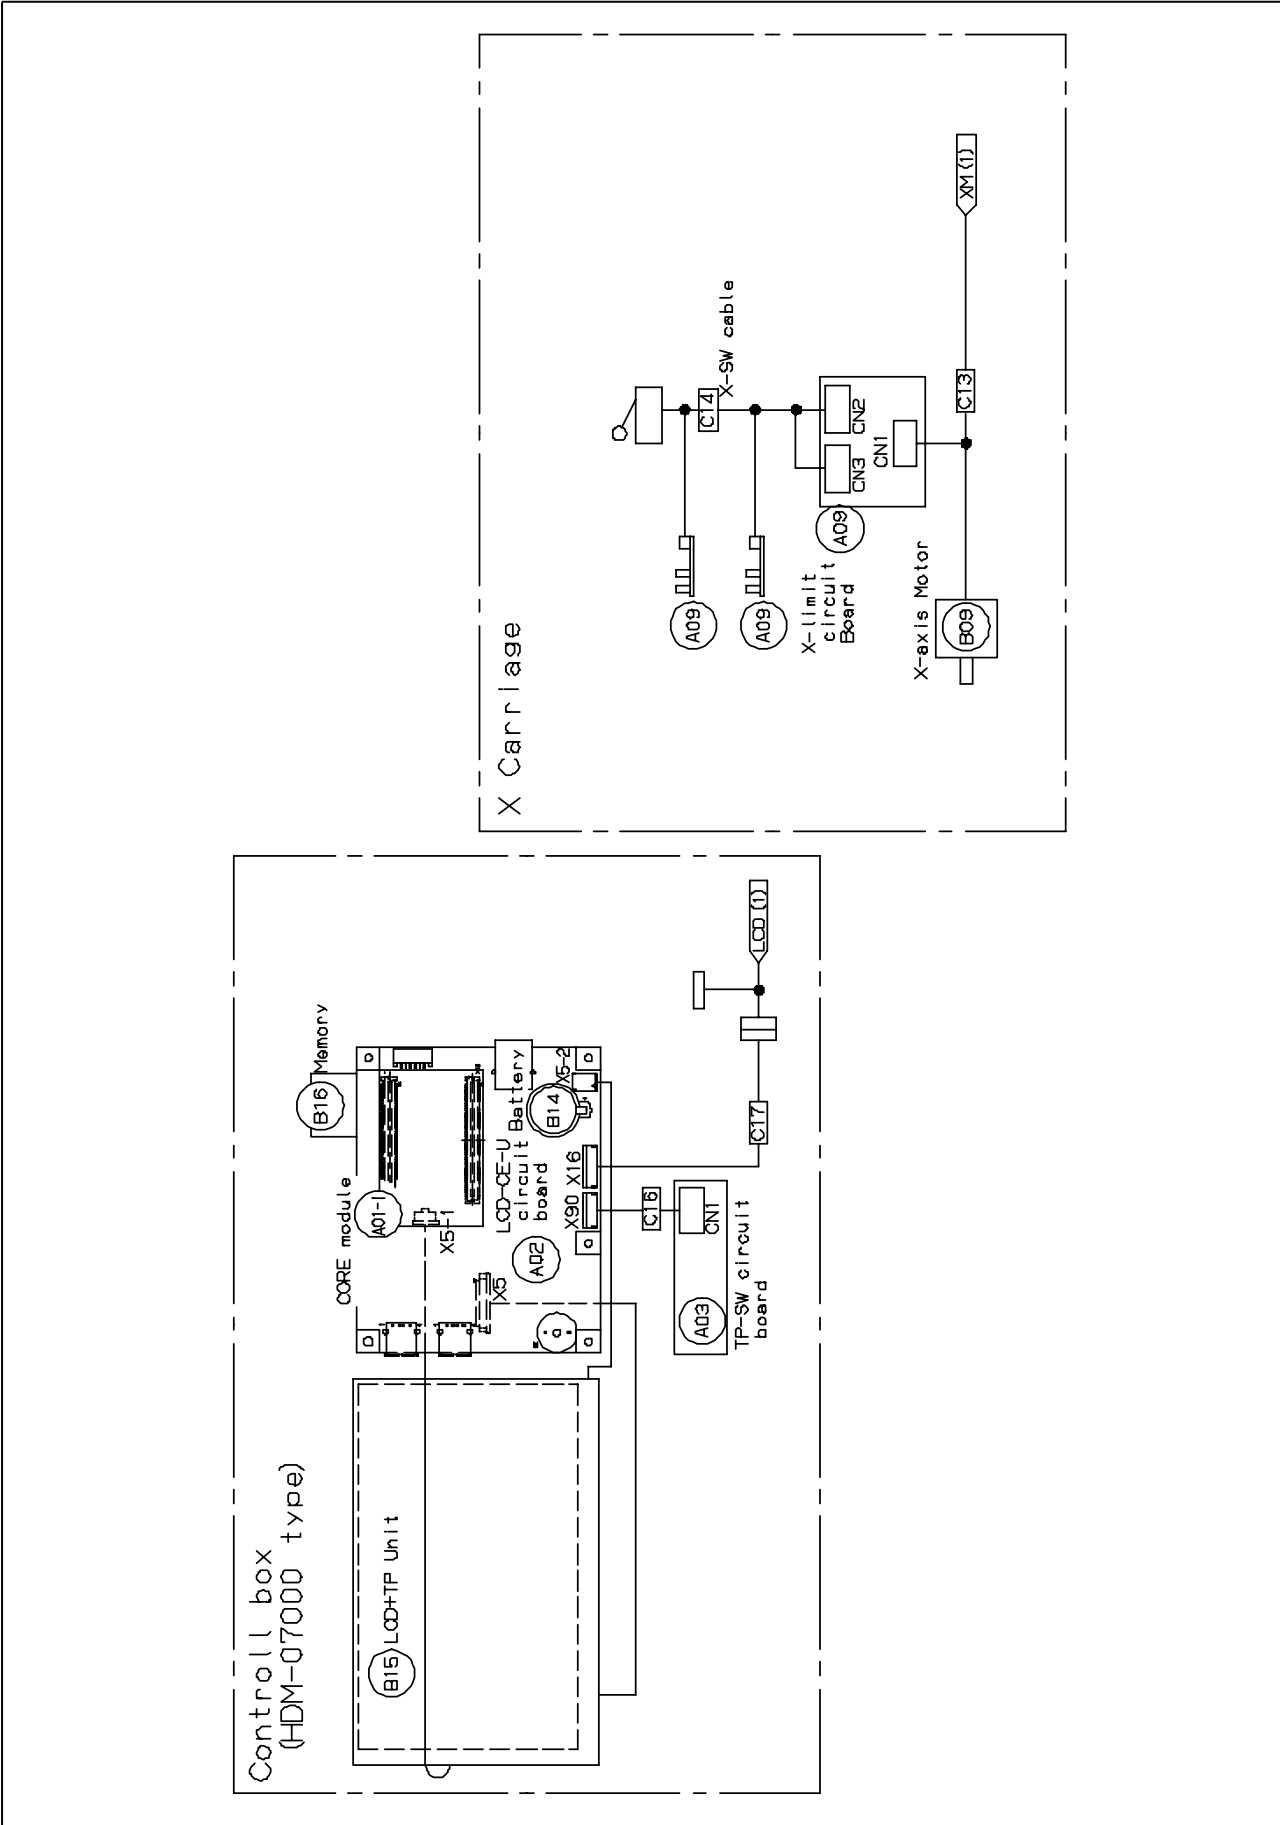 Controll box
(HDM-07000 type)
B15
LCD+TP Unit
CORE module
B16
Memory
A01-1
X5-1
X5
LCD-CE-U
circuit
board
Battery
B14
X5-2
A02
X90
X16
C16
C17
CN1
A03
TP-SW circuit
board
LCD(1)
X Carriage
A09
A09
C14
X-SW cable
X-limit
circuit
Board
A09
CN3
CN2
CN1
X-axis Motor
B09
C13
XM(1)